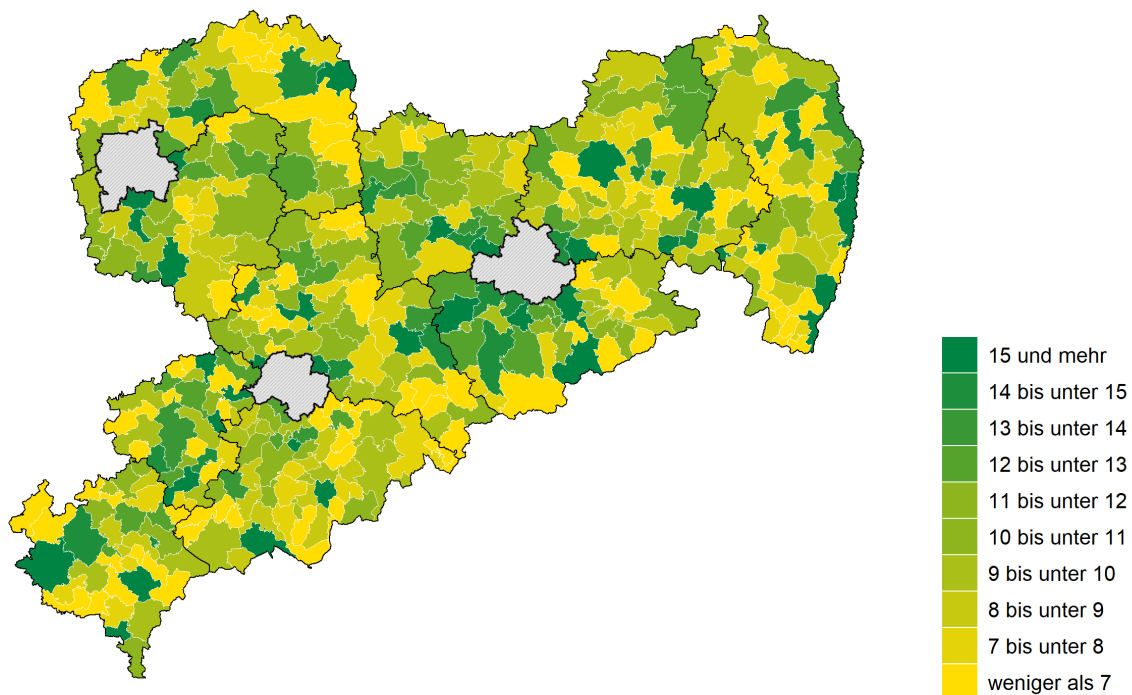 15 und mehr
14 bis unter 15
13 bis unter 14
12 bis unter 13
11 bis unter 12
10 bis unter 11
9 bis unter 10
8 bis unter 9
7 bis unter 8
weniger als 7